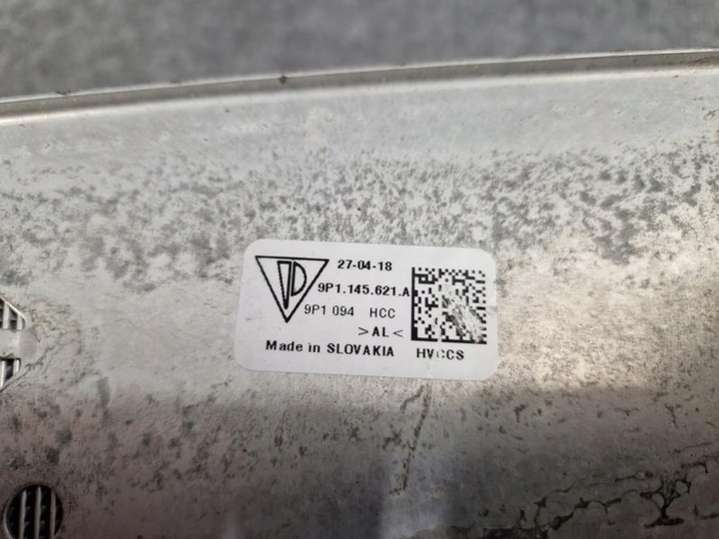 27-04-18
9P1.145.621.A
9P1 094 HCC
>AL<
Made in SLOVAKIA HVCCS